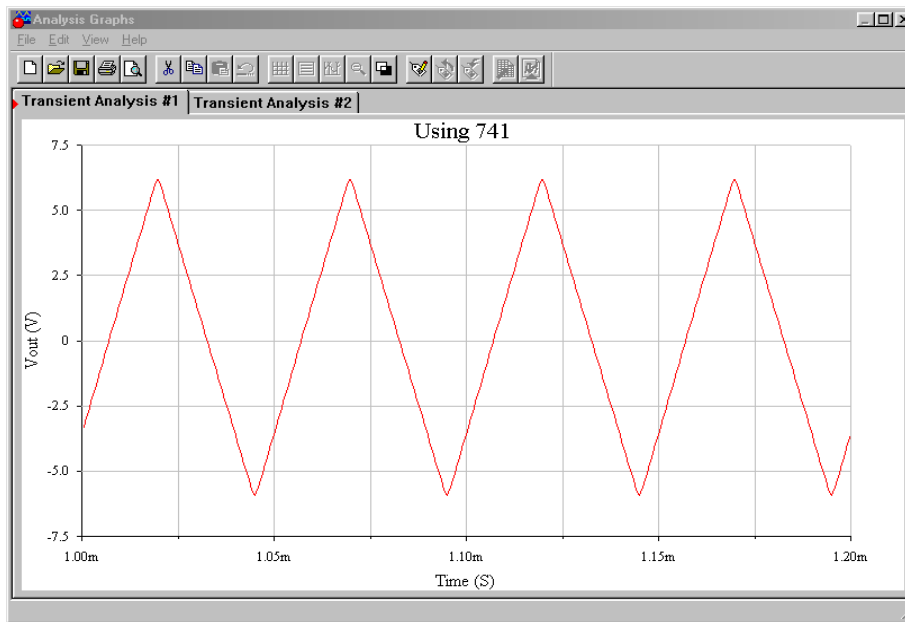 Analysis Graphs
File Edit View Help
Transient Analysis #1 Transient Analysis #2
Using 741
7.5
5.0
2.5
0
-2.5
-5.0
-7.5
Vout (V)
1.00m 1.05m 1.10m 1.15m 1.20m
Time (S)